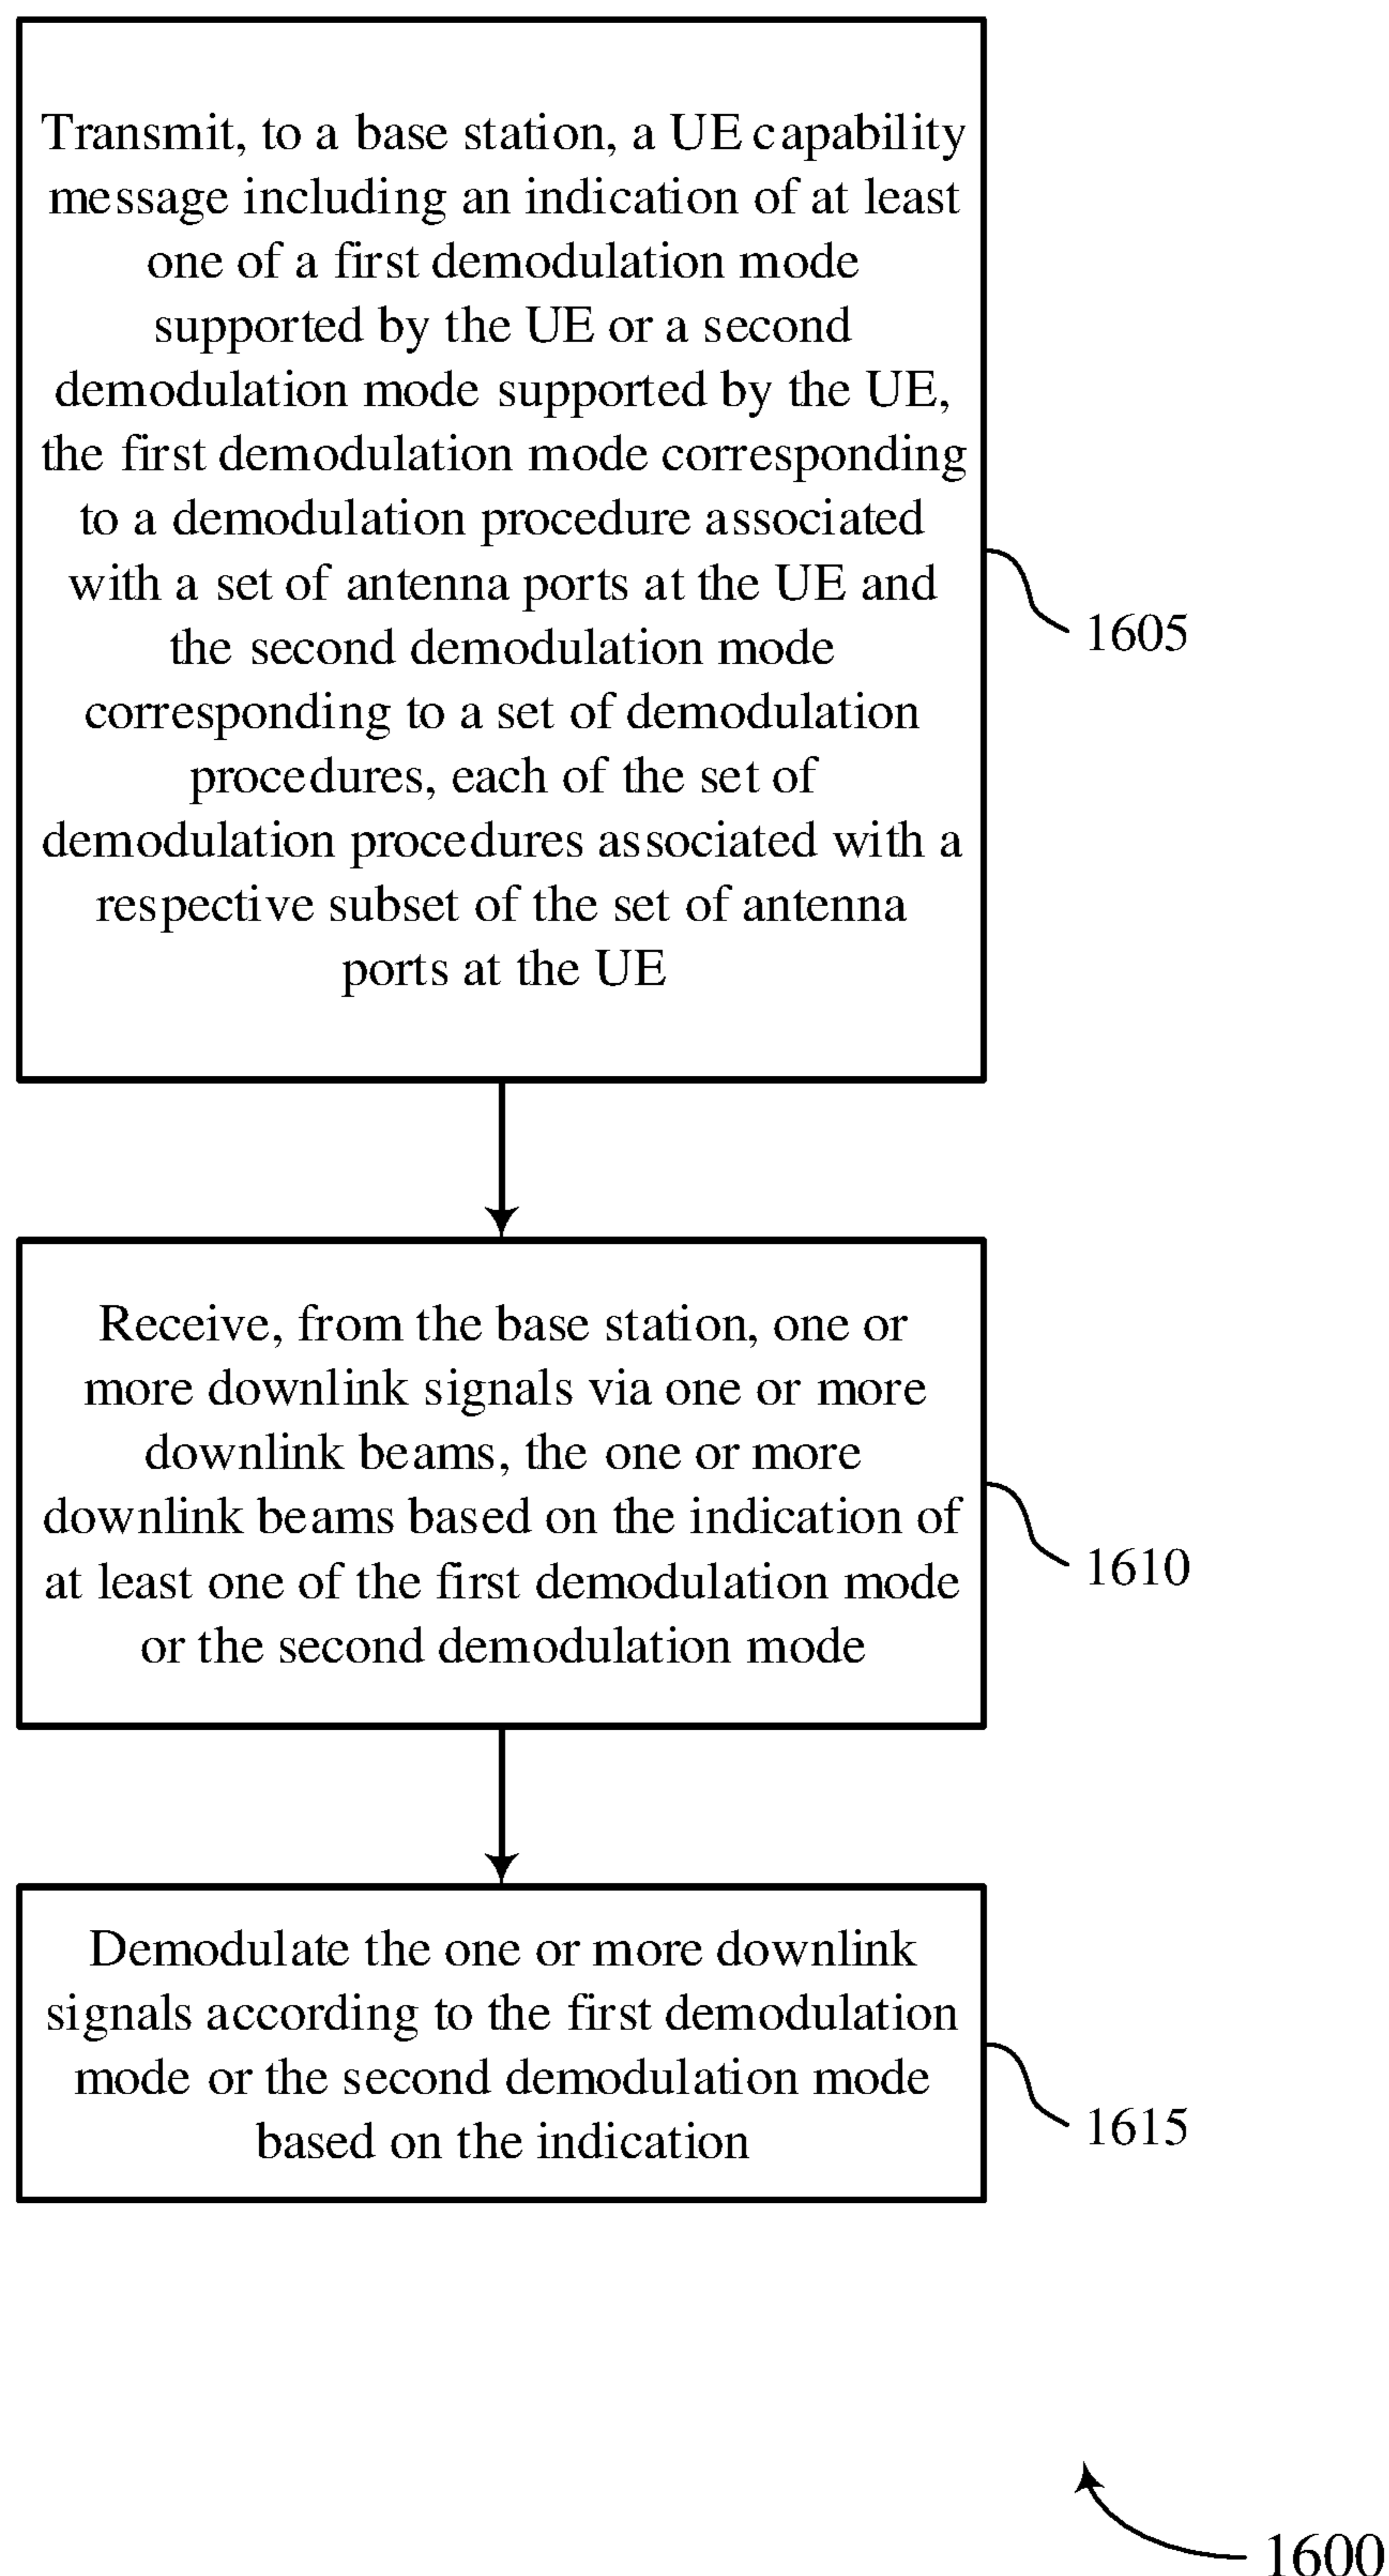 Transmit, to a base station, a UE capability
message including an indication of at least
one of a first demodulation mode
supported by the UE or a second
demodulation mode supported by the UE,
the first demodulation mode corresponding
to a demodulation procedure associated
with a set of antenna ports at the UE and
the second demodulation mode
corresponding to a set of demodulation
procedures, each of the set of
demodulation procedures associated with a
respective subset of the set of antenna
ports at the UE
1605
Receive, from the base station, one or
more downlink signals via one or more
downlink beams, the one or more
downlink beams based on the indication of
at least one of the first demodulation mode
or the second demodulation mode
1610
Demodulate the one or more downlink
signals according to the first demodulation
mode or the second demodulation mode
based on the indication
1615
1600